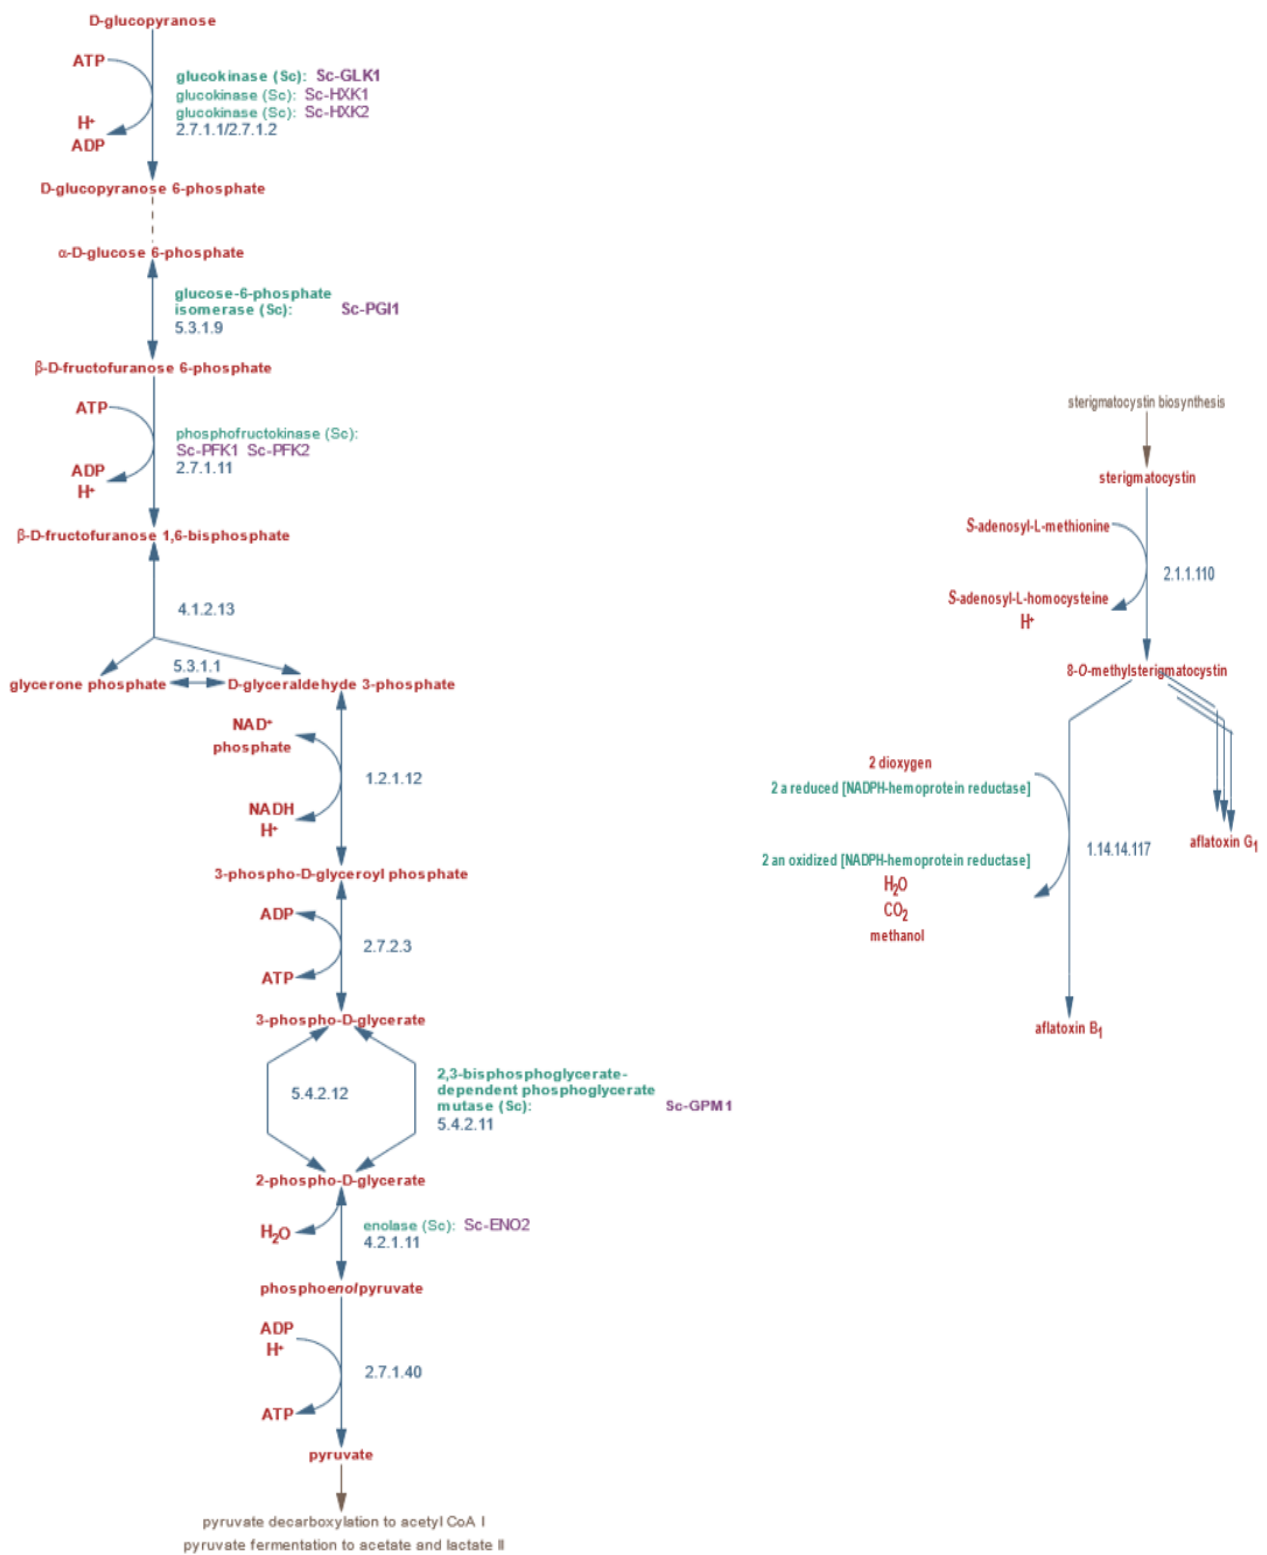 D-glucopyranose
ATP
glucokinase (Sc): Sc-GLK1
glucokinase (Sc): Sc-HXK1
glucokinase (Sc): Sc-HXK2
2.7.1.1/2.7.1.2
H+
ADP
D-glucopyranose 6-phosphate
α-D-glucose 6-phosphate
glucose-6-phosphate
isomerase (Sc): Sc-PGI1
5.3.1.9
β-D-fructofuranose 6-phosphate
ATP
phosphofructokinase (Sc):
Sc-PFK1 Sc-PFK2
2.7.1.11
ADP
H+
β-D-fructofuranose 1,6-bisphosphate
4.1.2.13
5.3.1.1
glycerone phosphate
D-glyceraldehyde 3-phosphate
NAD+
phosphate
1.2.1.12
NADH
H+
3-phospho-D-glyceroyl phosphate
ADP
2.7.2.3
ATP
3-phospho-D-glycerate
5.4.2.12
2,3-bisphosphoglycerate-
dependent phosphoglycerate
mutase (Sc): Sc-GPM1
5.4.2.11
2-phospho-D-glycerate
H2O
enolase (Sc): Sc-ENO2
4.2.1.11
phosphoenolpyruvate
ADP
H+
2.7.1.40
ATP
pyruvate
pyruvate decarboxylation to acetyl CoA I
pyruvate fermentation to acetate and lactate II
sterigmatocystin biosynthesis
sterigmatocystin
S-adenosyl-L-methionine
2.1.1.110
S-adenosyl-L-homocysteine
H+
8-O-methylsterigmatocystin
2 dioxygen
2 a reduced [NADPH-hemoprotein reductase]
1.14.14.117
aflatoxin G1
2 an oxidized [NADPH-hemoprotein reductase]
H2O
CO2
methanol
aflatoxin B1